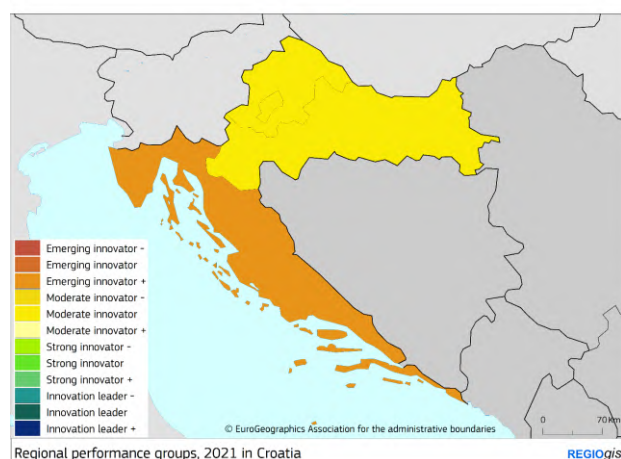 Emerging innovator -
Emerging innovator
Emerging innovator +
Moderate innovator -
Moderate innovator
Moderate innovator +
Strong innovator -
Strong innovator
Strong innovator +
Innovation leader -
Innovation leader
Innovation leader +
© EuroGeographics Association for the administrative boundaries
0 70 Km
Regional performance groups, 2021 in Croatia
REGIOgis